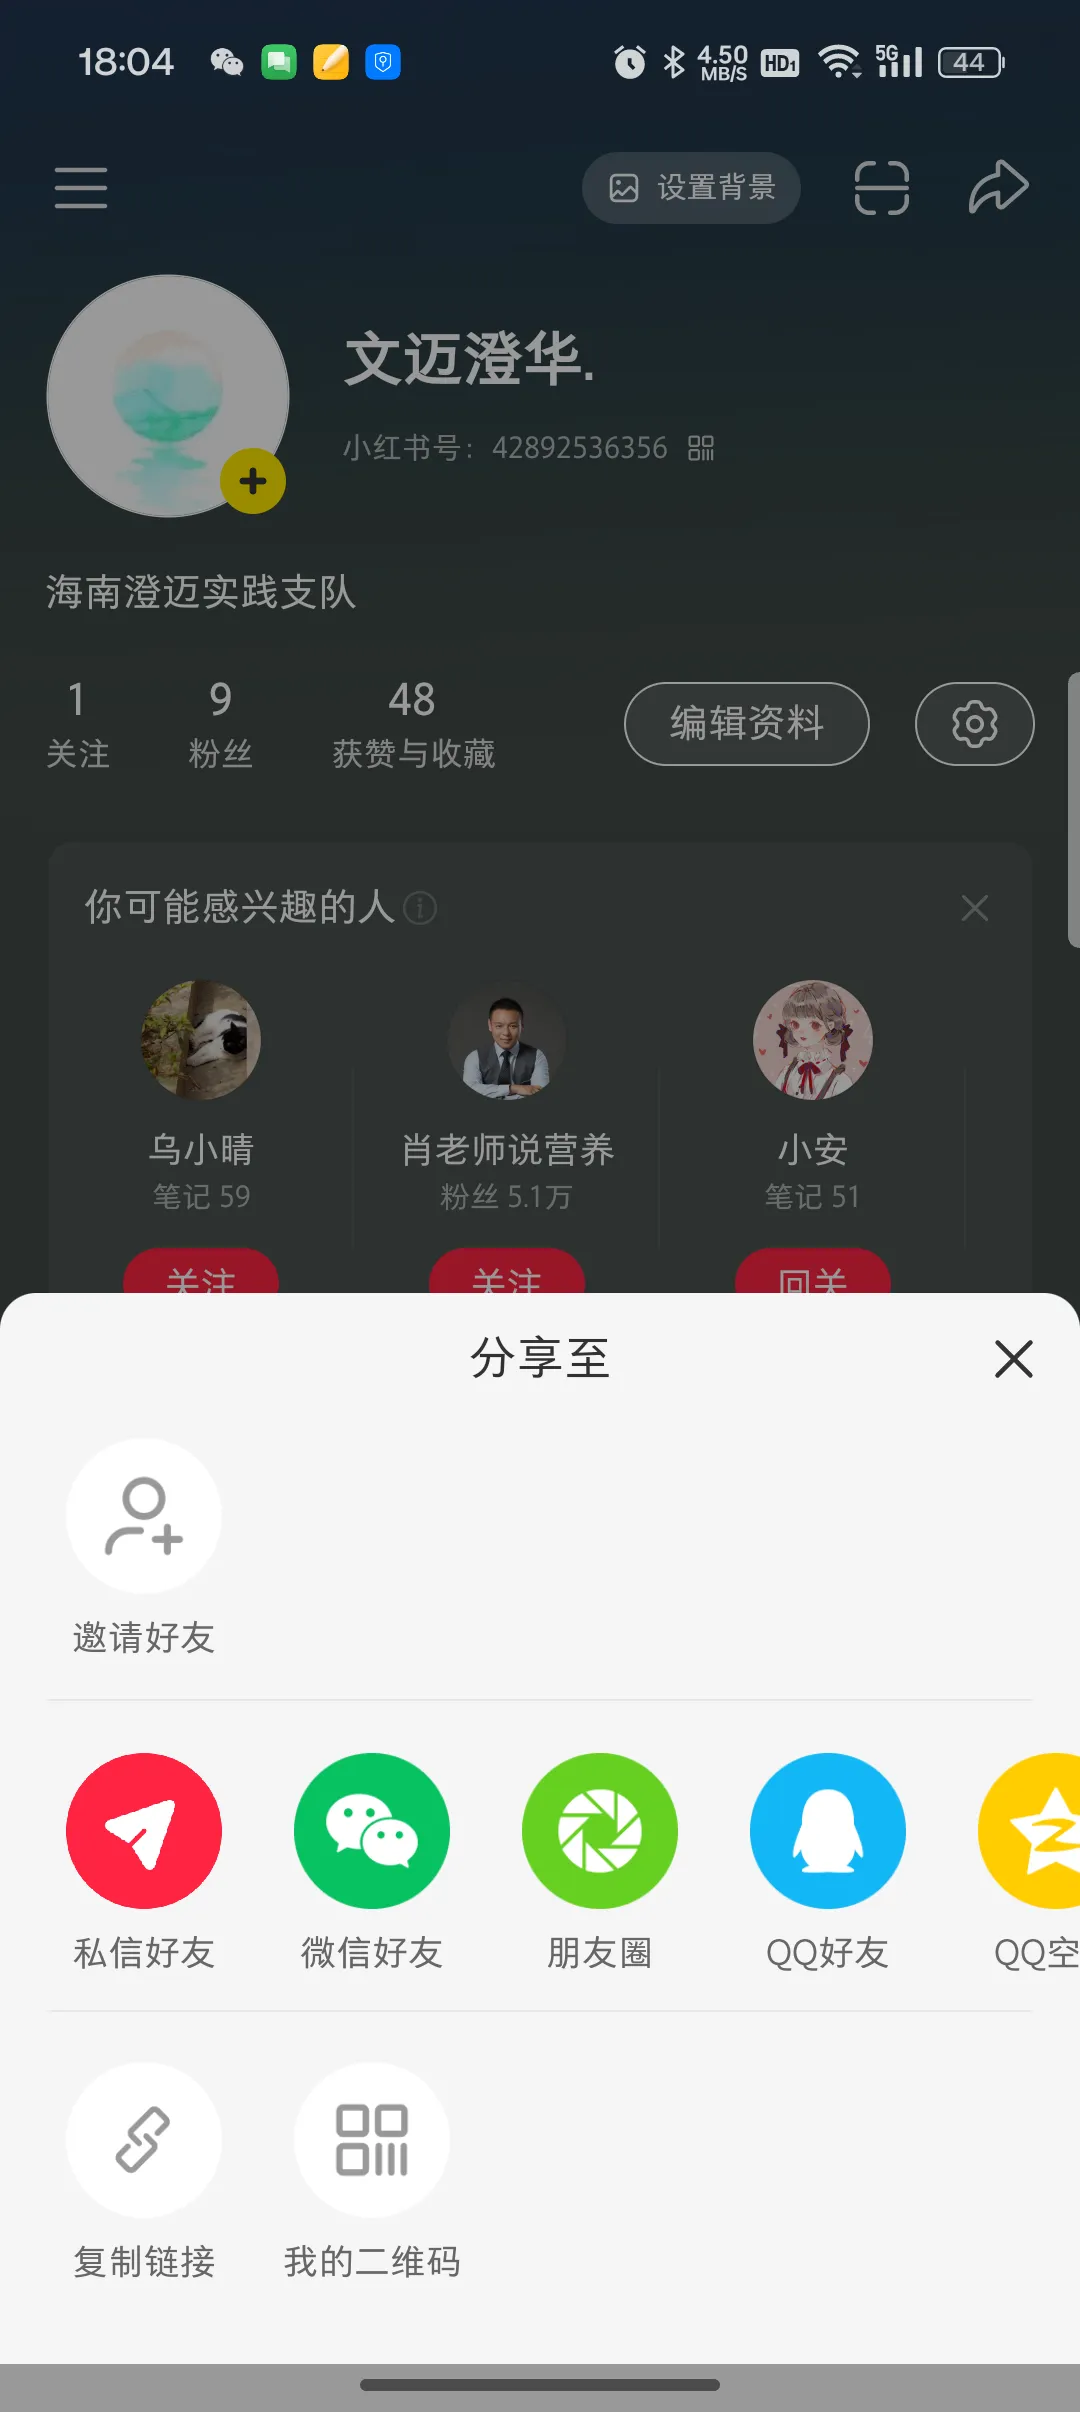 18:04
4.50
MB/S
HD1
5G
44
设置背景
文迈澄华.
小红书号：42892536356
海南澄迈实践支队
1 9 48
关注 粉丝 获赞与收藏
编辑资料
你可能感兴趣的人
乌小晴 肖老师说营养 小安
笔记 59 粉丝 5.1万 笔记 51
关注 关注 回关
分享至
邀请好友
私信好友 微信好友 朋友圈 QQ好友 QQ空
复制链接 我的二维码